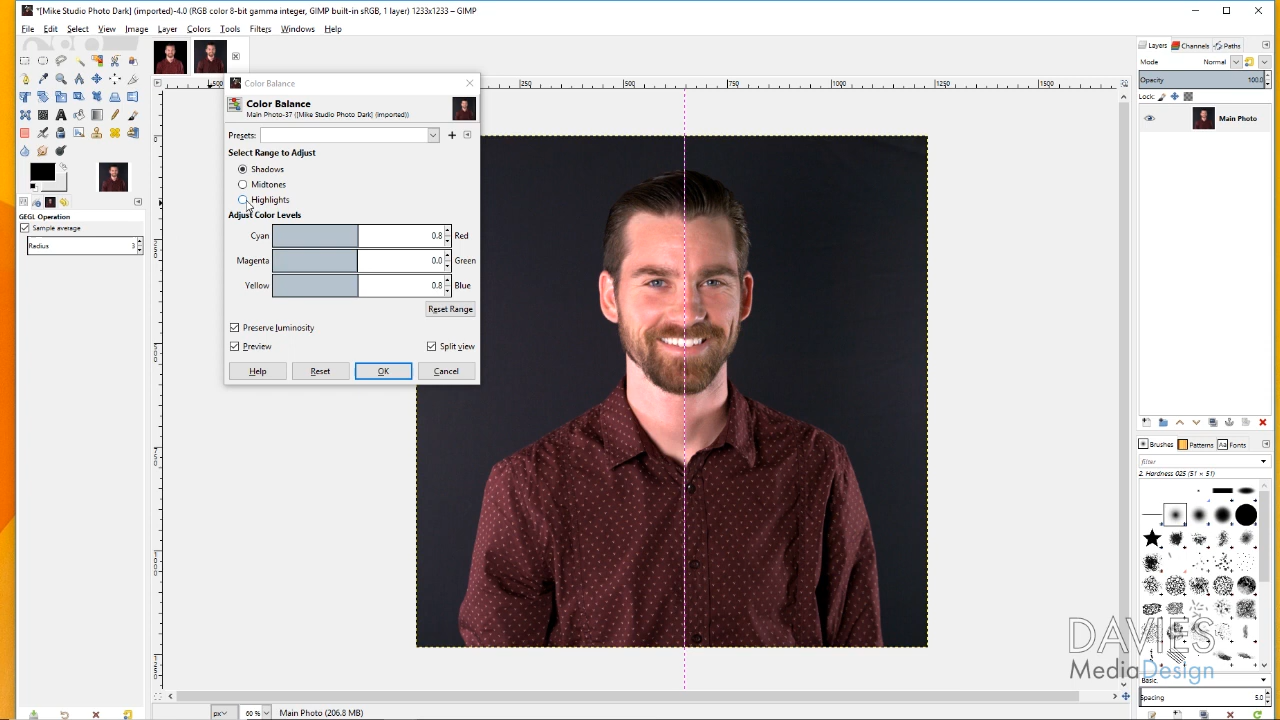 *[Mike Studio Photo Dark] (imported)-4.0 (RGB color 8-bit gamma integer, GIMP built-in sRGB, 1 layer) 1233x1233 – GIMP
File Edit Select View Image Layer Colors Tools Filters Windows Help
Layers Channels Paths
Mode Normal
Opacity 100.0
Lock:
Main Photo
Color Balance
Color Balance
Main Photo-37 ([Mike Studio Photo Dark] (imported))
Presets:
Select Range to Adjust
Shadows
Midtones
Highlights
Adjust Color Levels
Cyan 0.8 Red
Magenta 0.0 Green
Yellow 0.8 Blue
Reset Range
Preserve luminosity
Preview Split view
Help Reset OK Cancel
GEGL Operation
Sample average
Radius 3
250 500 750 1000 1500
Brushes Patterns Fonts
filter
2. Hardness 025 (51 × 51)
Basic,
Spacing 5.0
DAVIES
MediaDesign
px 60 % Main Photo (206.8 MB)